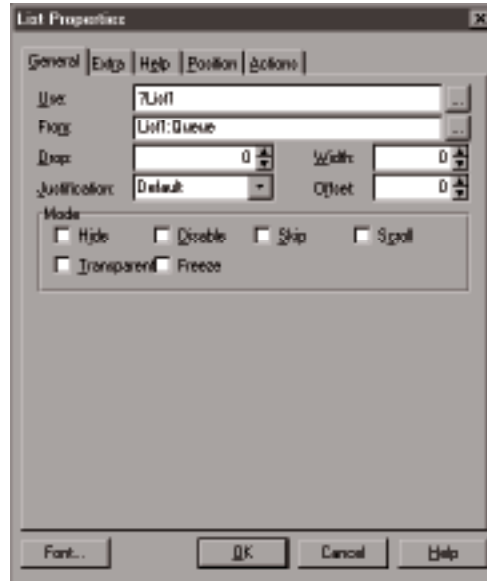 List Properties
General Extra Help Position Actions
Use: ?List1 ...
From: List1:Queue ...
Drop: 0 Width: 0
Justification: Default Offset: 0
Mode
Hide Disable Skip Scroll
Transparent Freeze
Font... OK Cancel Help